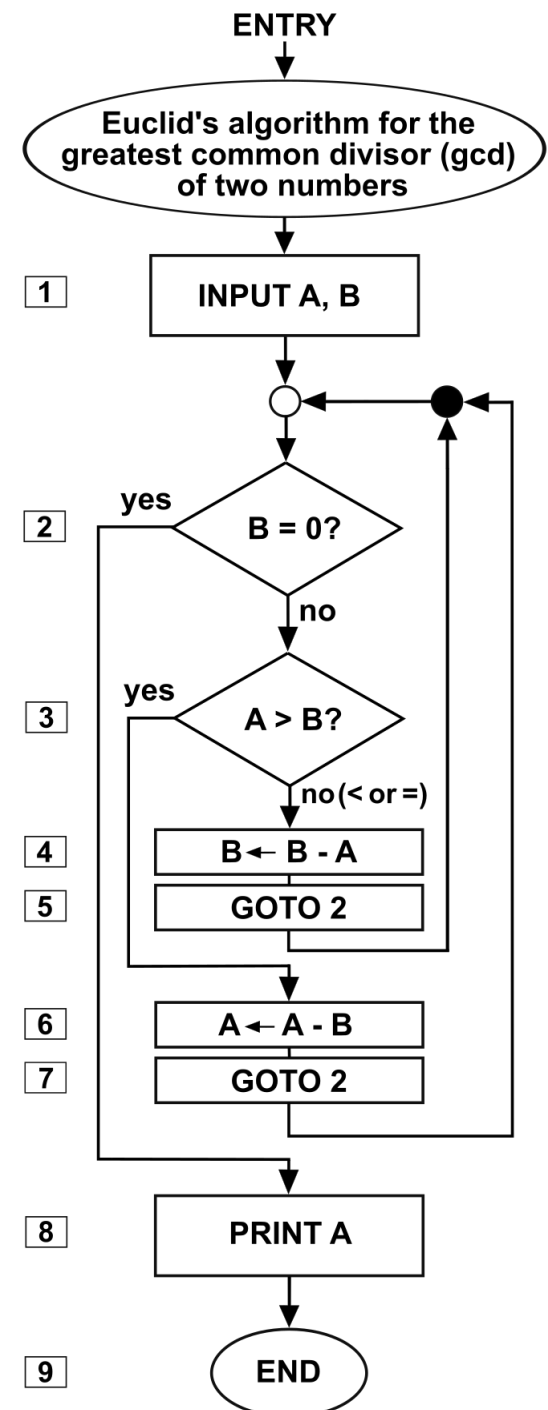 ENTRY
Euclid's algorithm for the
greatest common divisor (gcd)
of two numbers
1
INPUT A, B
yes
2
B = 0?
no
yes
3
A > B?
no (< or =)
4
B ← B - A
5
GOTO 2
6
A ← A - B
7
GOTO 2
8
PRINT A
9
END